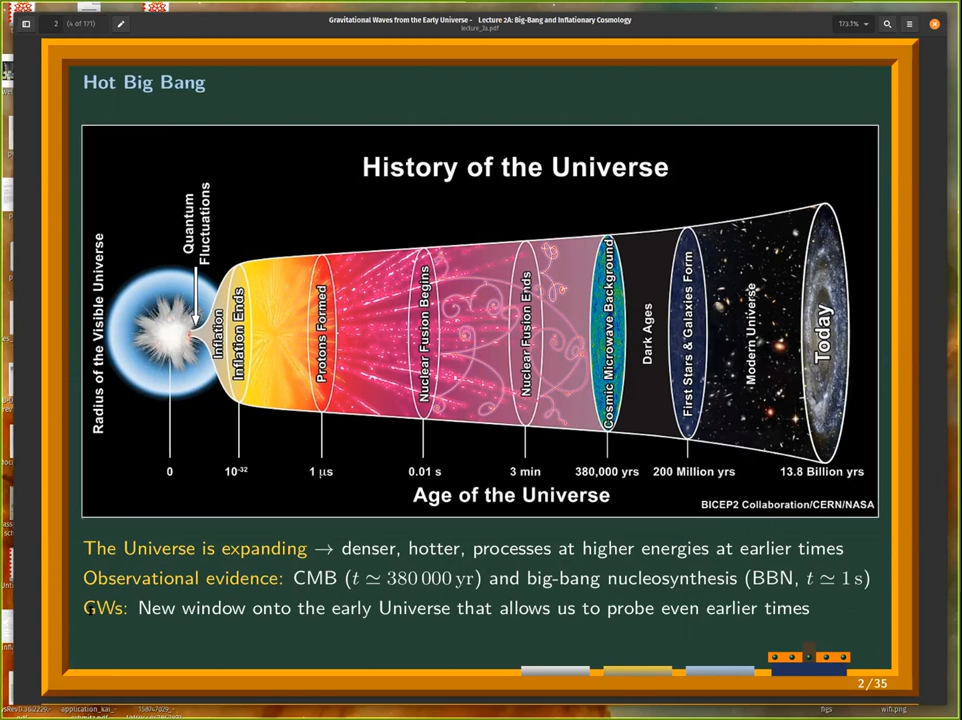 2 (4 of 171)
Gravitational Waves from the Early Universe - Lecture 2A: Big-Bang and Inflationary Cosmology
lecture_2a.pdf
173.1%
Hot Big Bang
History of the Universe
Radius of the Visible Universe
Quantum
Fluctuations
Inflation
Inflation Ends
Protons Formed
Nuclear Fusion Begins
Nuclear Fusion Ends
Cosmic Microwave Background
Dark Ages
First Stars & Galaxies Form
Modern Universe
Today
0
10-32
1 μs
0.01 s
3 min
380,000 yrs
200 Million yrs
13.8 Billion yrs
Age of the Universe
BICEP2 Collaboration/CERN/NASA
The Universe is expanding → denser, hotter, processes at higher energies at earlier times
Observational evidence: CMB (t ≃ 380 000 yr) and big-bang nucleosynthesis (BBN, t ≃ 1 s)
GWs: New window onto the early Universe that allows us to probe even earlier times
2/35
figs
wifi.png